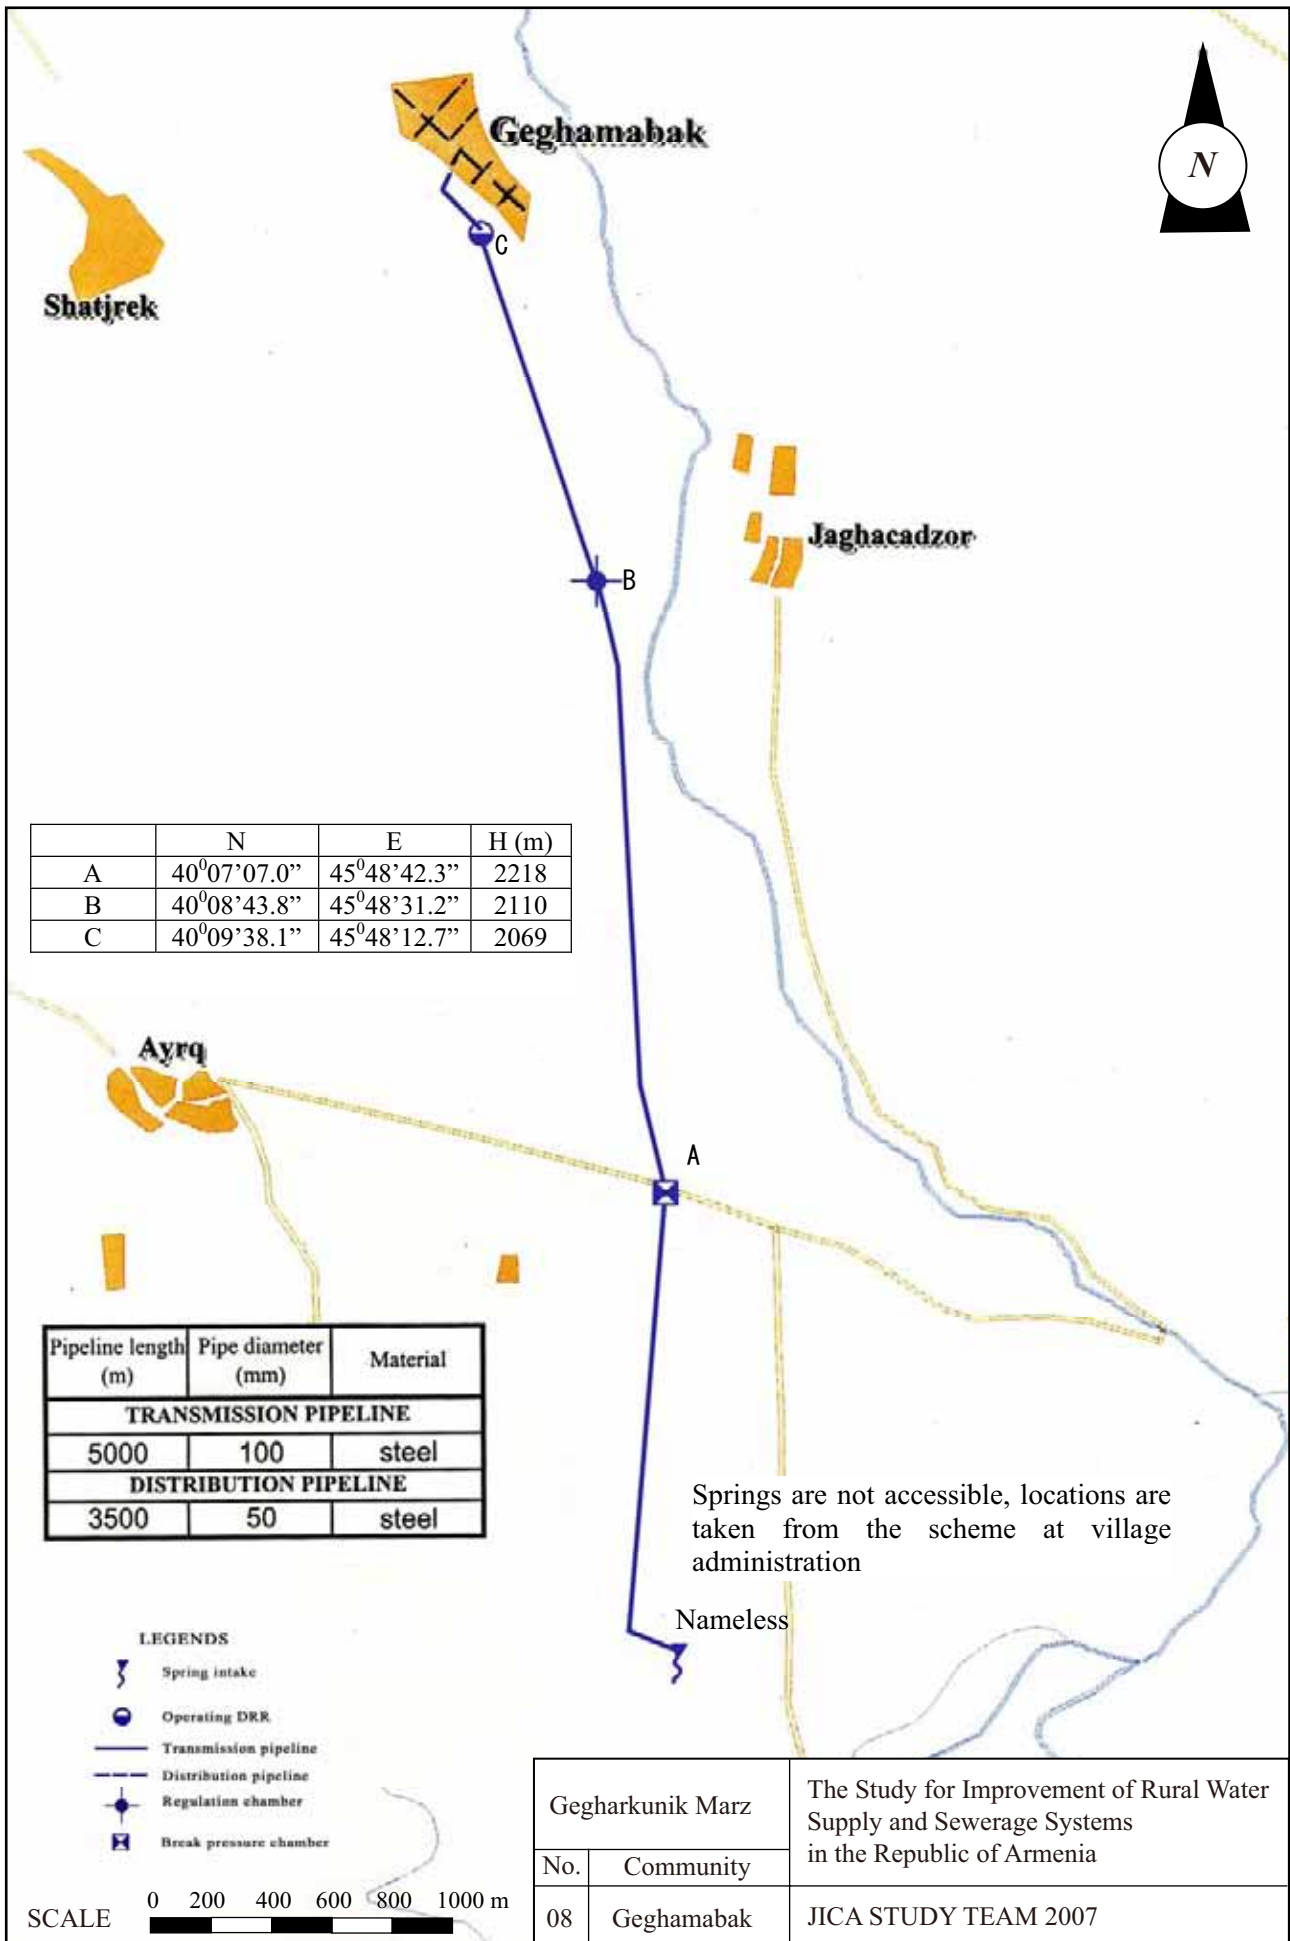 Geghamabak
N
C
Shatjrek
Jaghacadzor
B
N E H (m)
A 40⁰07’07.0” 45⁰48’42.3” 2218
B 40⁰08’43.8” 45⁰48’31.2” 2110
C 40⁰09’38.1” 45⁰48’12.7” 2069
Ayrq
A
Pipeline length (m) Pipe diameter (mm) Material
TRANSMISSION PIPELINE
5000 100 steel
DISTRIBUTION PIPELINE
3500 50 steel
Springs are not accessible, locations are
taken from the scheme at village
administration
Nameless
LEGENDS
Spring intake
Operating DRR
Transmission pipeline
Distribution pipeline
Regulation chamber
Break pressure chamber
SCALE 0 200 400 600 800 1000 m
Gegharkunik Marz
No. Community
08 Geghamabak
The Study for Improvement of Rural Water
Supply and Sewerage Systems
in the Republic of Armenia
JICA STUDY TEAM 2007